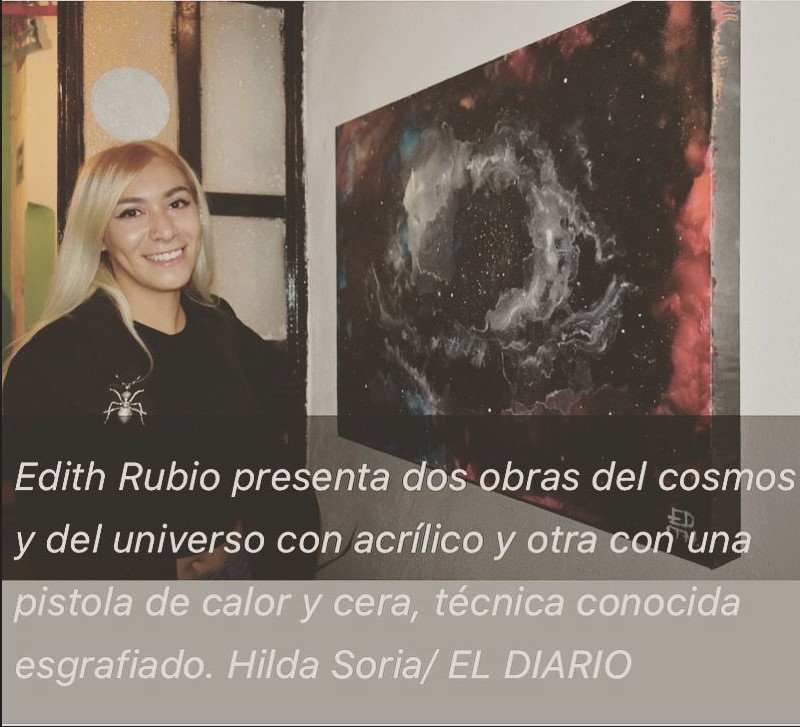 Edith Rubio presenta dos obras del cosmos
y del universo con acrílico y otra con una
pistola de calor y cera, técnica conocida
esgrafiado. Hilda Soria/ EL DIARIO